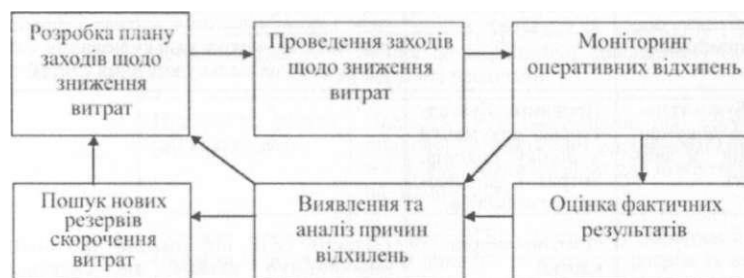 Розробка плану
заходів щодо
зниження
витрат
Проведення заходів
щодо зниження
витрат
Моніторинг
оперативних відхипень
Пошук нових
резервів
скорочення
витрат
Виявлення та
аналіз причин
відхилень
Оцінка фактичних
результатів